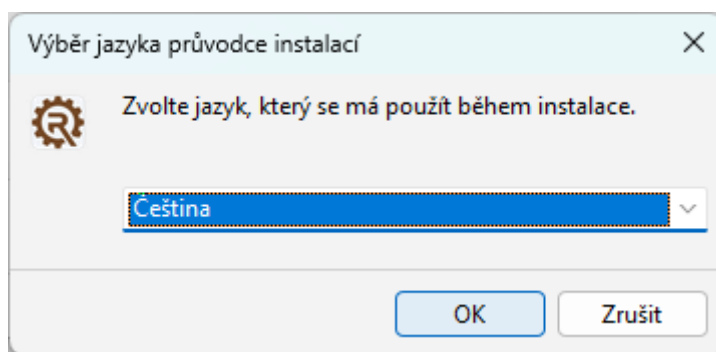 Výběr jazyka průvodce instalací
Zvolte jazyk, který se má použít během instalace.
Čeština
OK
Zrušit